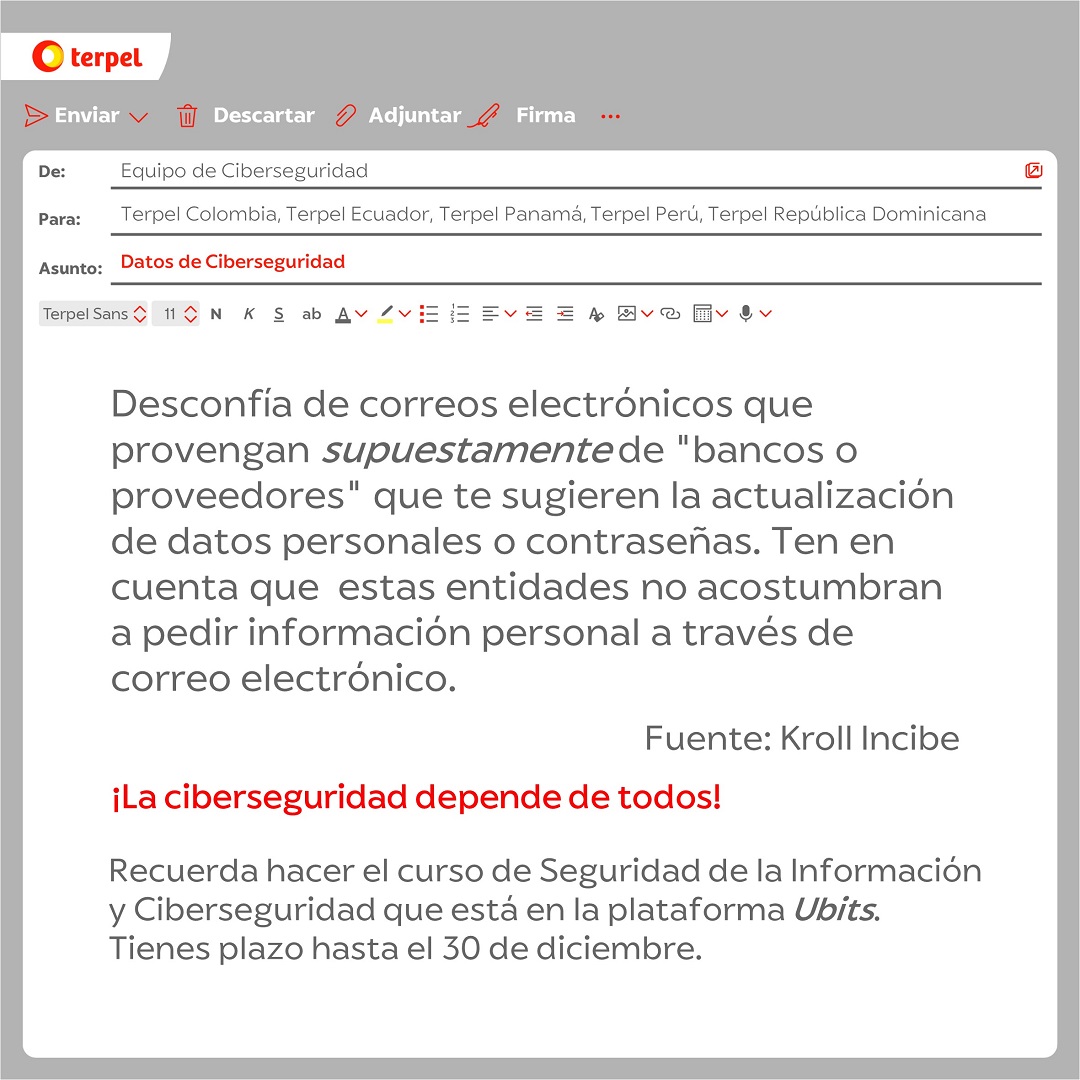 terpel
Enviar Descartar Adjuntar Firma ...
De: Equipo de Ciberseguridad
Para: Terpel Colombia, Terpel Ecuador, Terpel Panamá, Terpel Perú, Terpel República Dominicana
Asunto: Datos de Ciberseguridad
Terpel Sans 11 N K S ab A
Desconfía de correos electrónicos que
provengan supuestamente de "bancos o
proveedores" que te sugieren la actualización
de datos personales o contraseñas. Ten en
cuenta que estas entidades no acostumbran
a pedir información personal a través de
correo electrónico.
Fuente: Kroll Incibe
¡La ciberseguridad depende de todos!
Recuerda hacer el curso de Seguridad de la Información
y Ciberseguridad que está en la plataforma Ubits.
Tienes plazo hasta el 30 de diciembre.